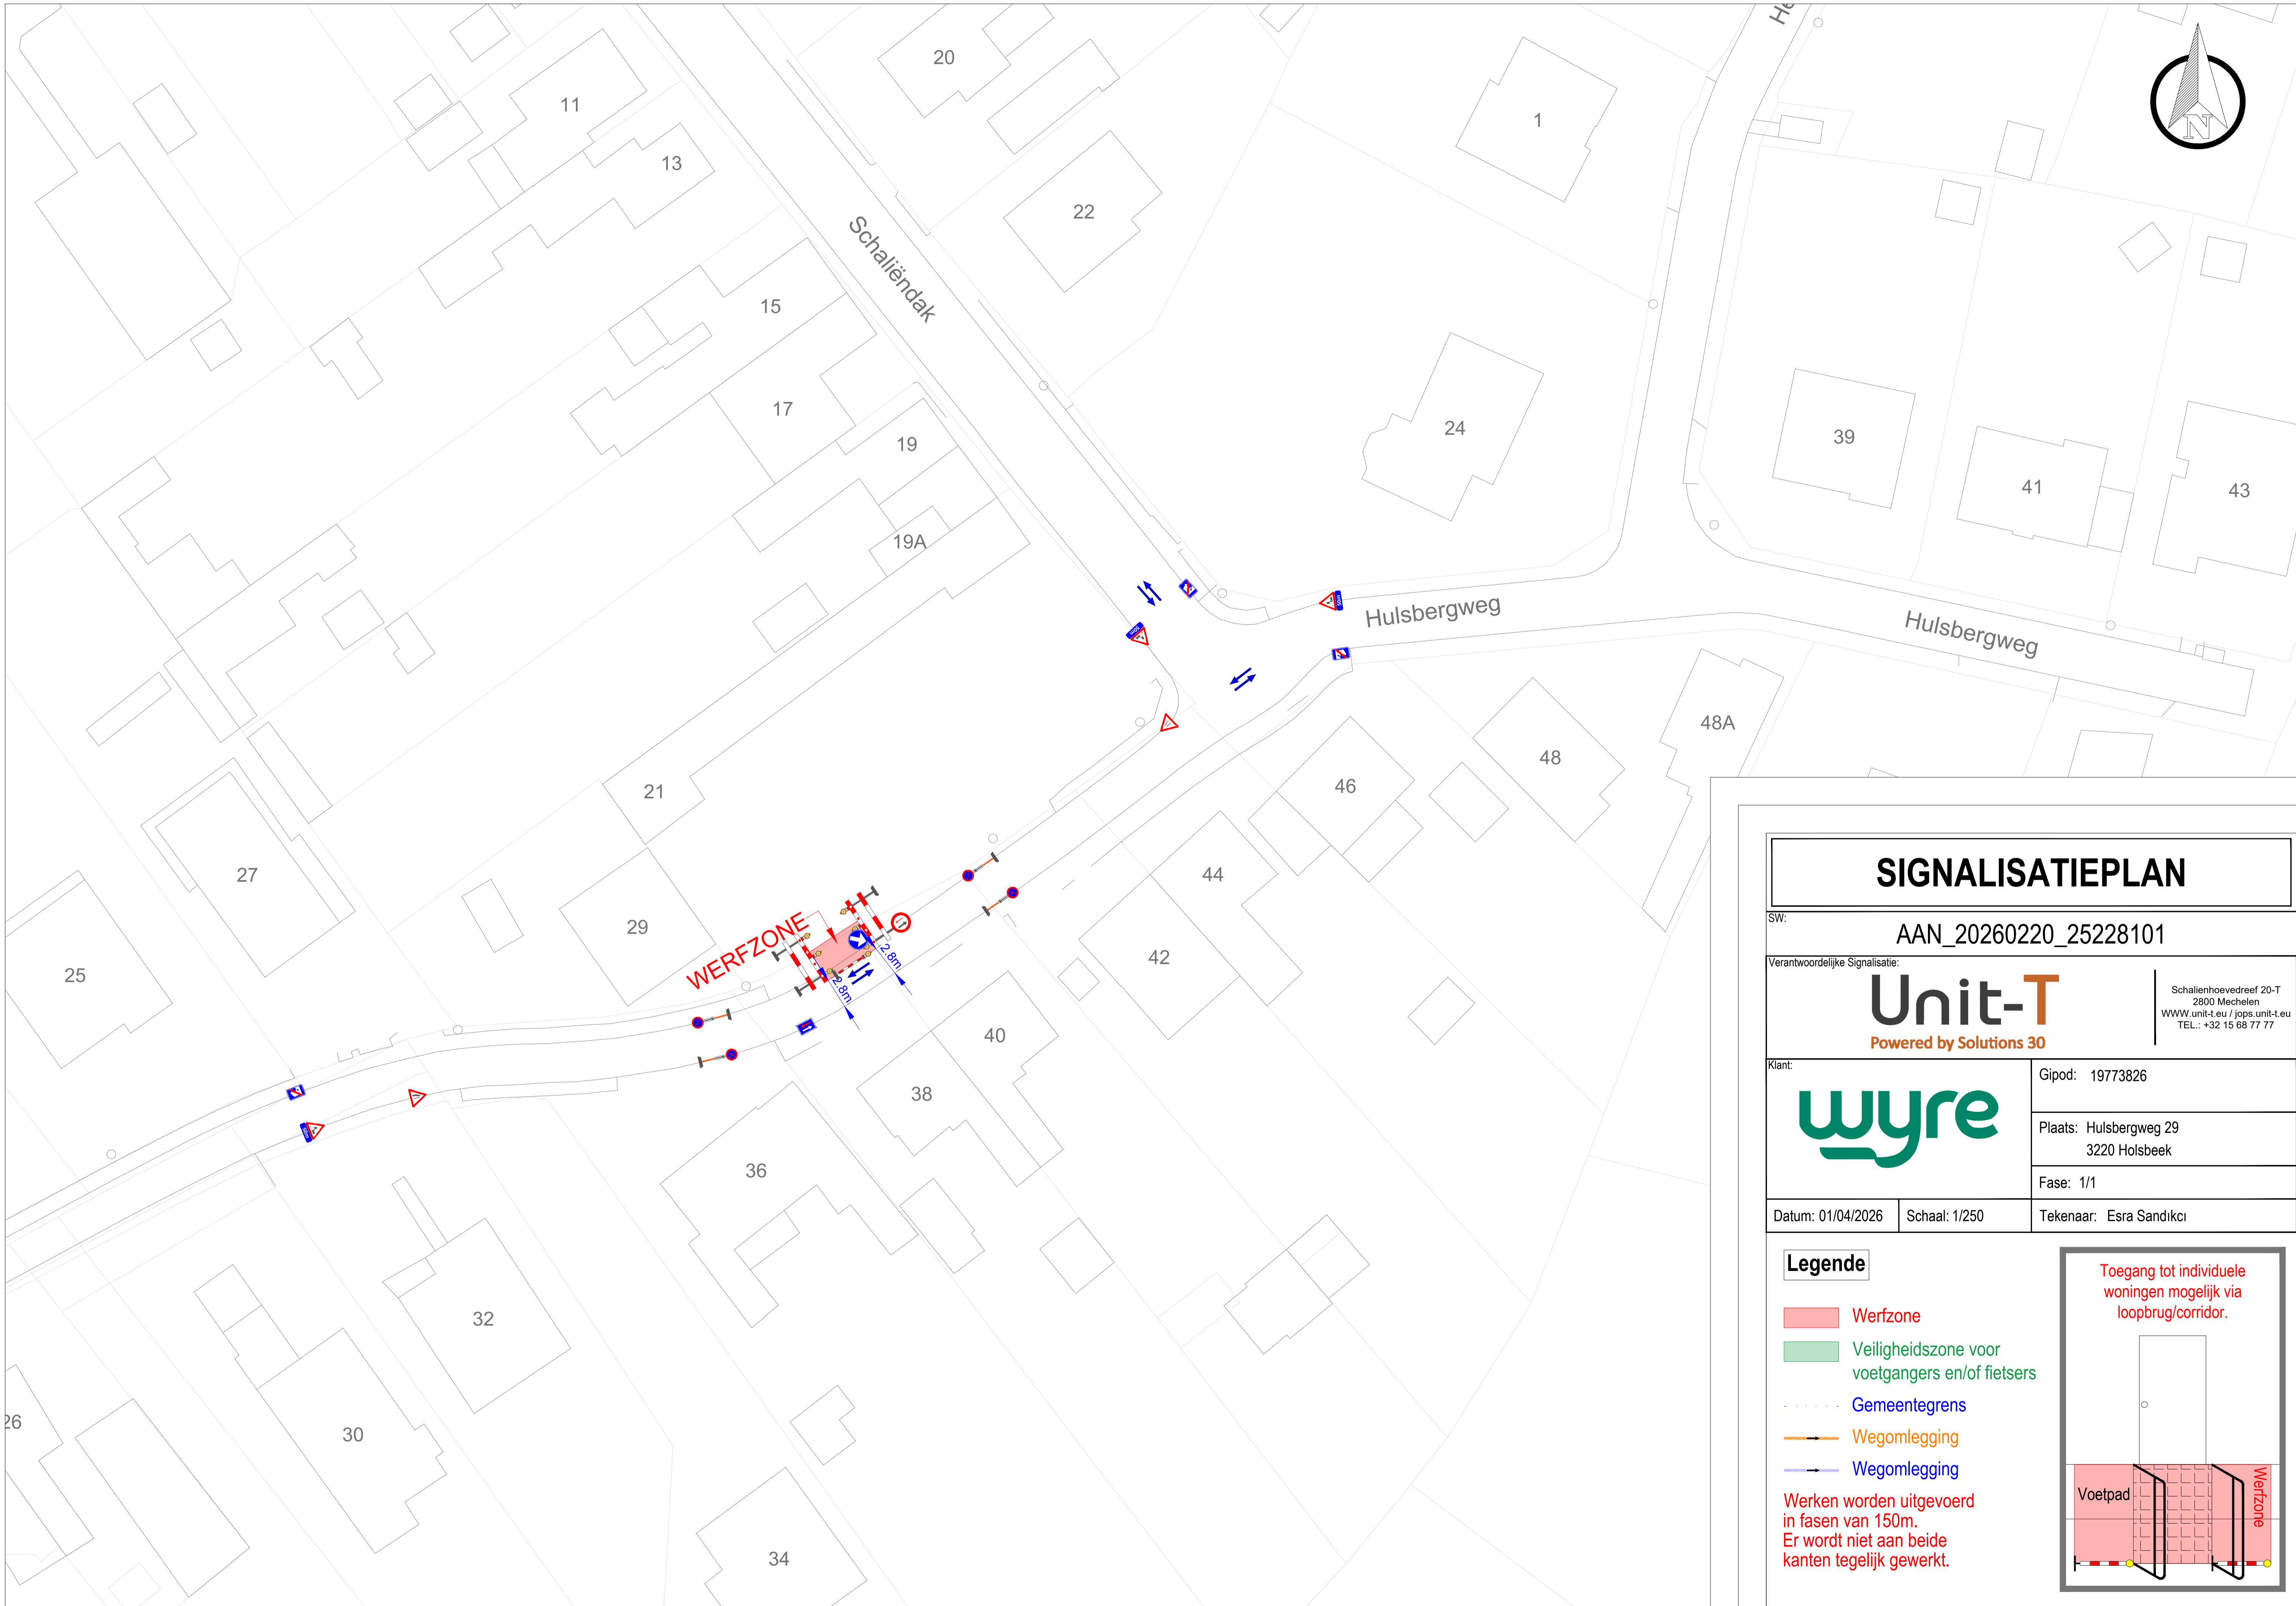 He
20
11
1
13
22
Schaliëndak
15
17
24
19
39
41
43
19A
Hulsbergweg
Hulsbergweg
48A
48
46
21
44
27
29
WERFZONE
2.8m
2.8m
42
25
40
38
36
32
30
26
34
N
SIGNALISATIEPLAN
SW:
AAN_20260220_25228101
Verantwoordelijke Signalisatie:
Unit-T
Powered by Solutions 30
Schalienhoevedreef 20-T
2800 Mechelen
WWW.unit-t.eu / jops.unit-t.eu
TEL.: +32 15 68 77 77
Klant:
wyre
Gipod: 19773826
Plaats: Hulsbergweg 29
3220 Holsbeek
Fase: 1/1
Datum: 01/04/2026
Schaal: 1/250
Tekenaar: Esra Sandıkcı
Legende
Werfzone
Veiligheidszone voor
voetgangers en/of fietsers
Gemeentegrens
Wegomlegging
Wegomlegging
Werken worden uitgevoerd
in fasen van 150m.
Er wordt niet aan beide
kanten tegelijk gewerkt.
Toegang tot individuele
woningen mogelijk via
loopbrug/corridor.
Voetpad
Werfzone